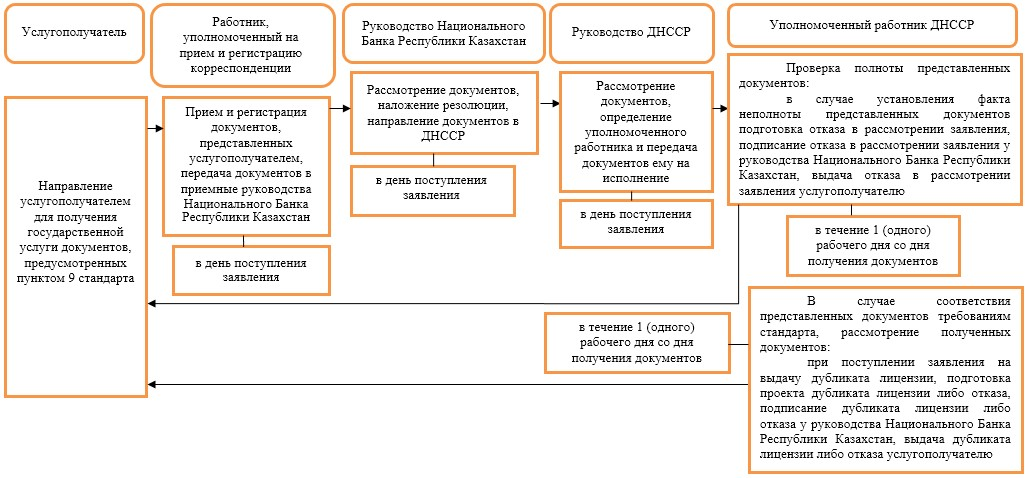 Услугополучатель
Работник,
уполномоченный на
прием и регистрацию
корреспонденции
Руководство Национального
Банка Республики Казахстан
Руководство ДНССР
Уполномоченный работник ДНССР
Направление
услугополучателем
для получения
государственной
услуги документов,
предусмотренных
пунктом 9 стандарта
Прием и регистрация
документов,
представленных
услугополучателем,
передача документов в
приемные руководства
Национального Банка
Республики Казахстан
в день поступления
заявления
Рассмотрение документов,
наложение резолюции,
направление документов в
ДНССР
в день поступления
заявления
Рассмотрение
документов,
определение
уполномоченного
работника и передача
документов ему на
исполнение
в день поступления
заявления
Проверка полноты представленных
документов:
в случае установления факта
неполноты представленных документов
подготовка отказа в рассмотрении заявления,
подписание отказа в рассмотрении заявления у
руководства Национального Банка Республики
Казахстан, выдача отказа в рассмотрении
заявления услугополучателю
в течение 1 (одного)
рабочего дня со дня
получения документов
в течение 1 (одного)
рабочего дня со дня
получения документов
В случае соответствия
представленных документов требованиям
стандарта, рассмотрение полученных
документов:
при поступлении заявления на
выдачу дубликата лицензии, подготовка
проекта дубликата лицензии либо отказа,
подписание дубликата лицензии либо
отказа у руководства Национального Банка
Республики Казахстан, выдача дубликата
лицензии либо отказа услугополучателю